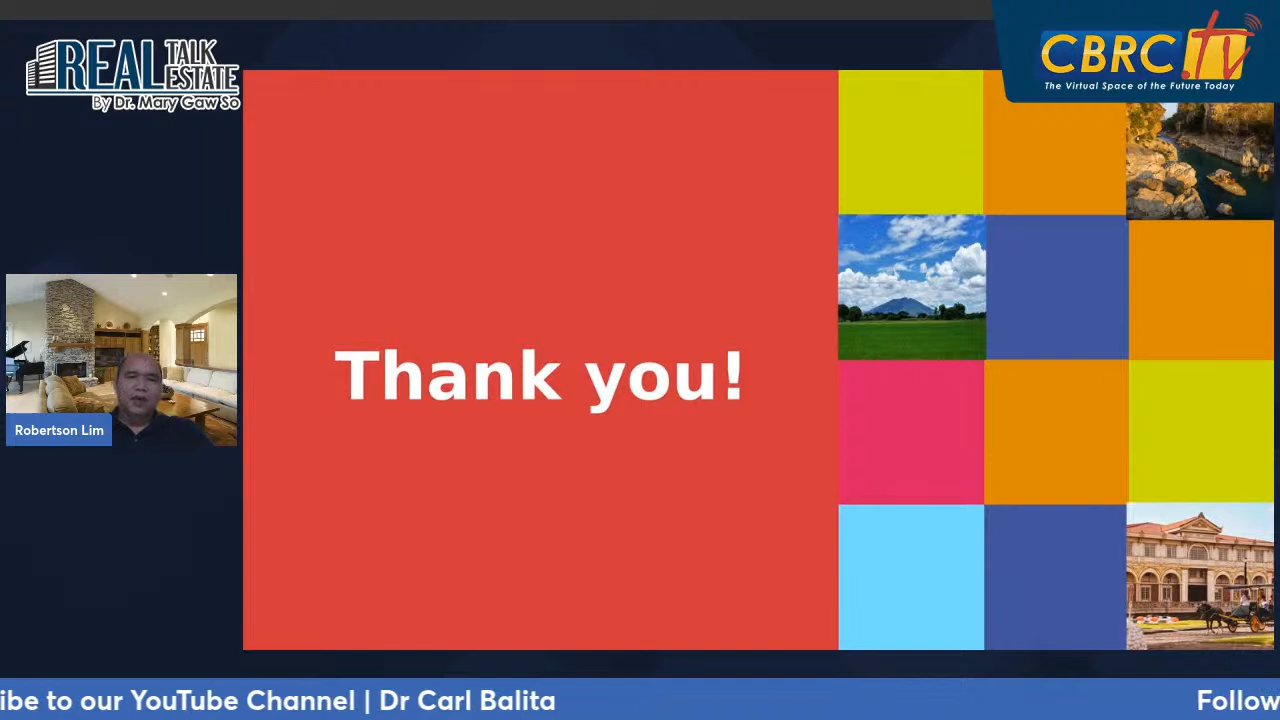 REAL TALK
ESTATE
By Dr. Mary Gaw So
CBRC.tv
The Virtual Space of the Future Today
Thank you!
Robertson Lim
ibe to our YouTube Channel | Dr Carl Balita
Follow